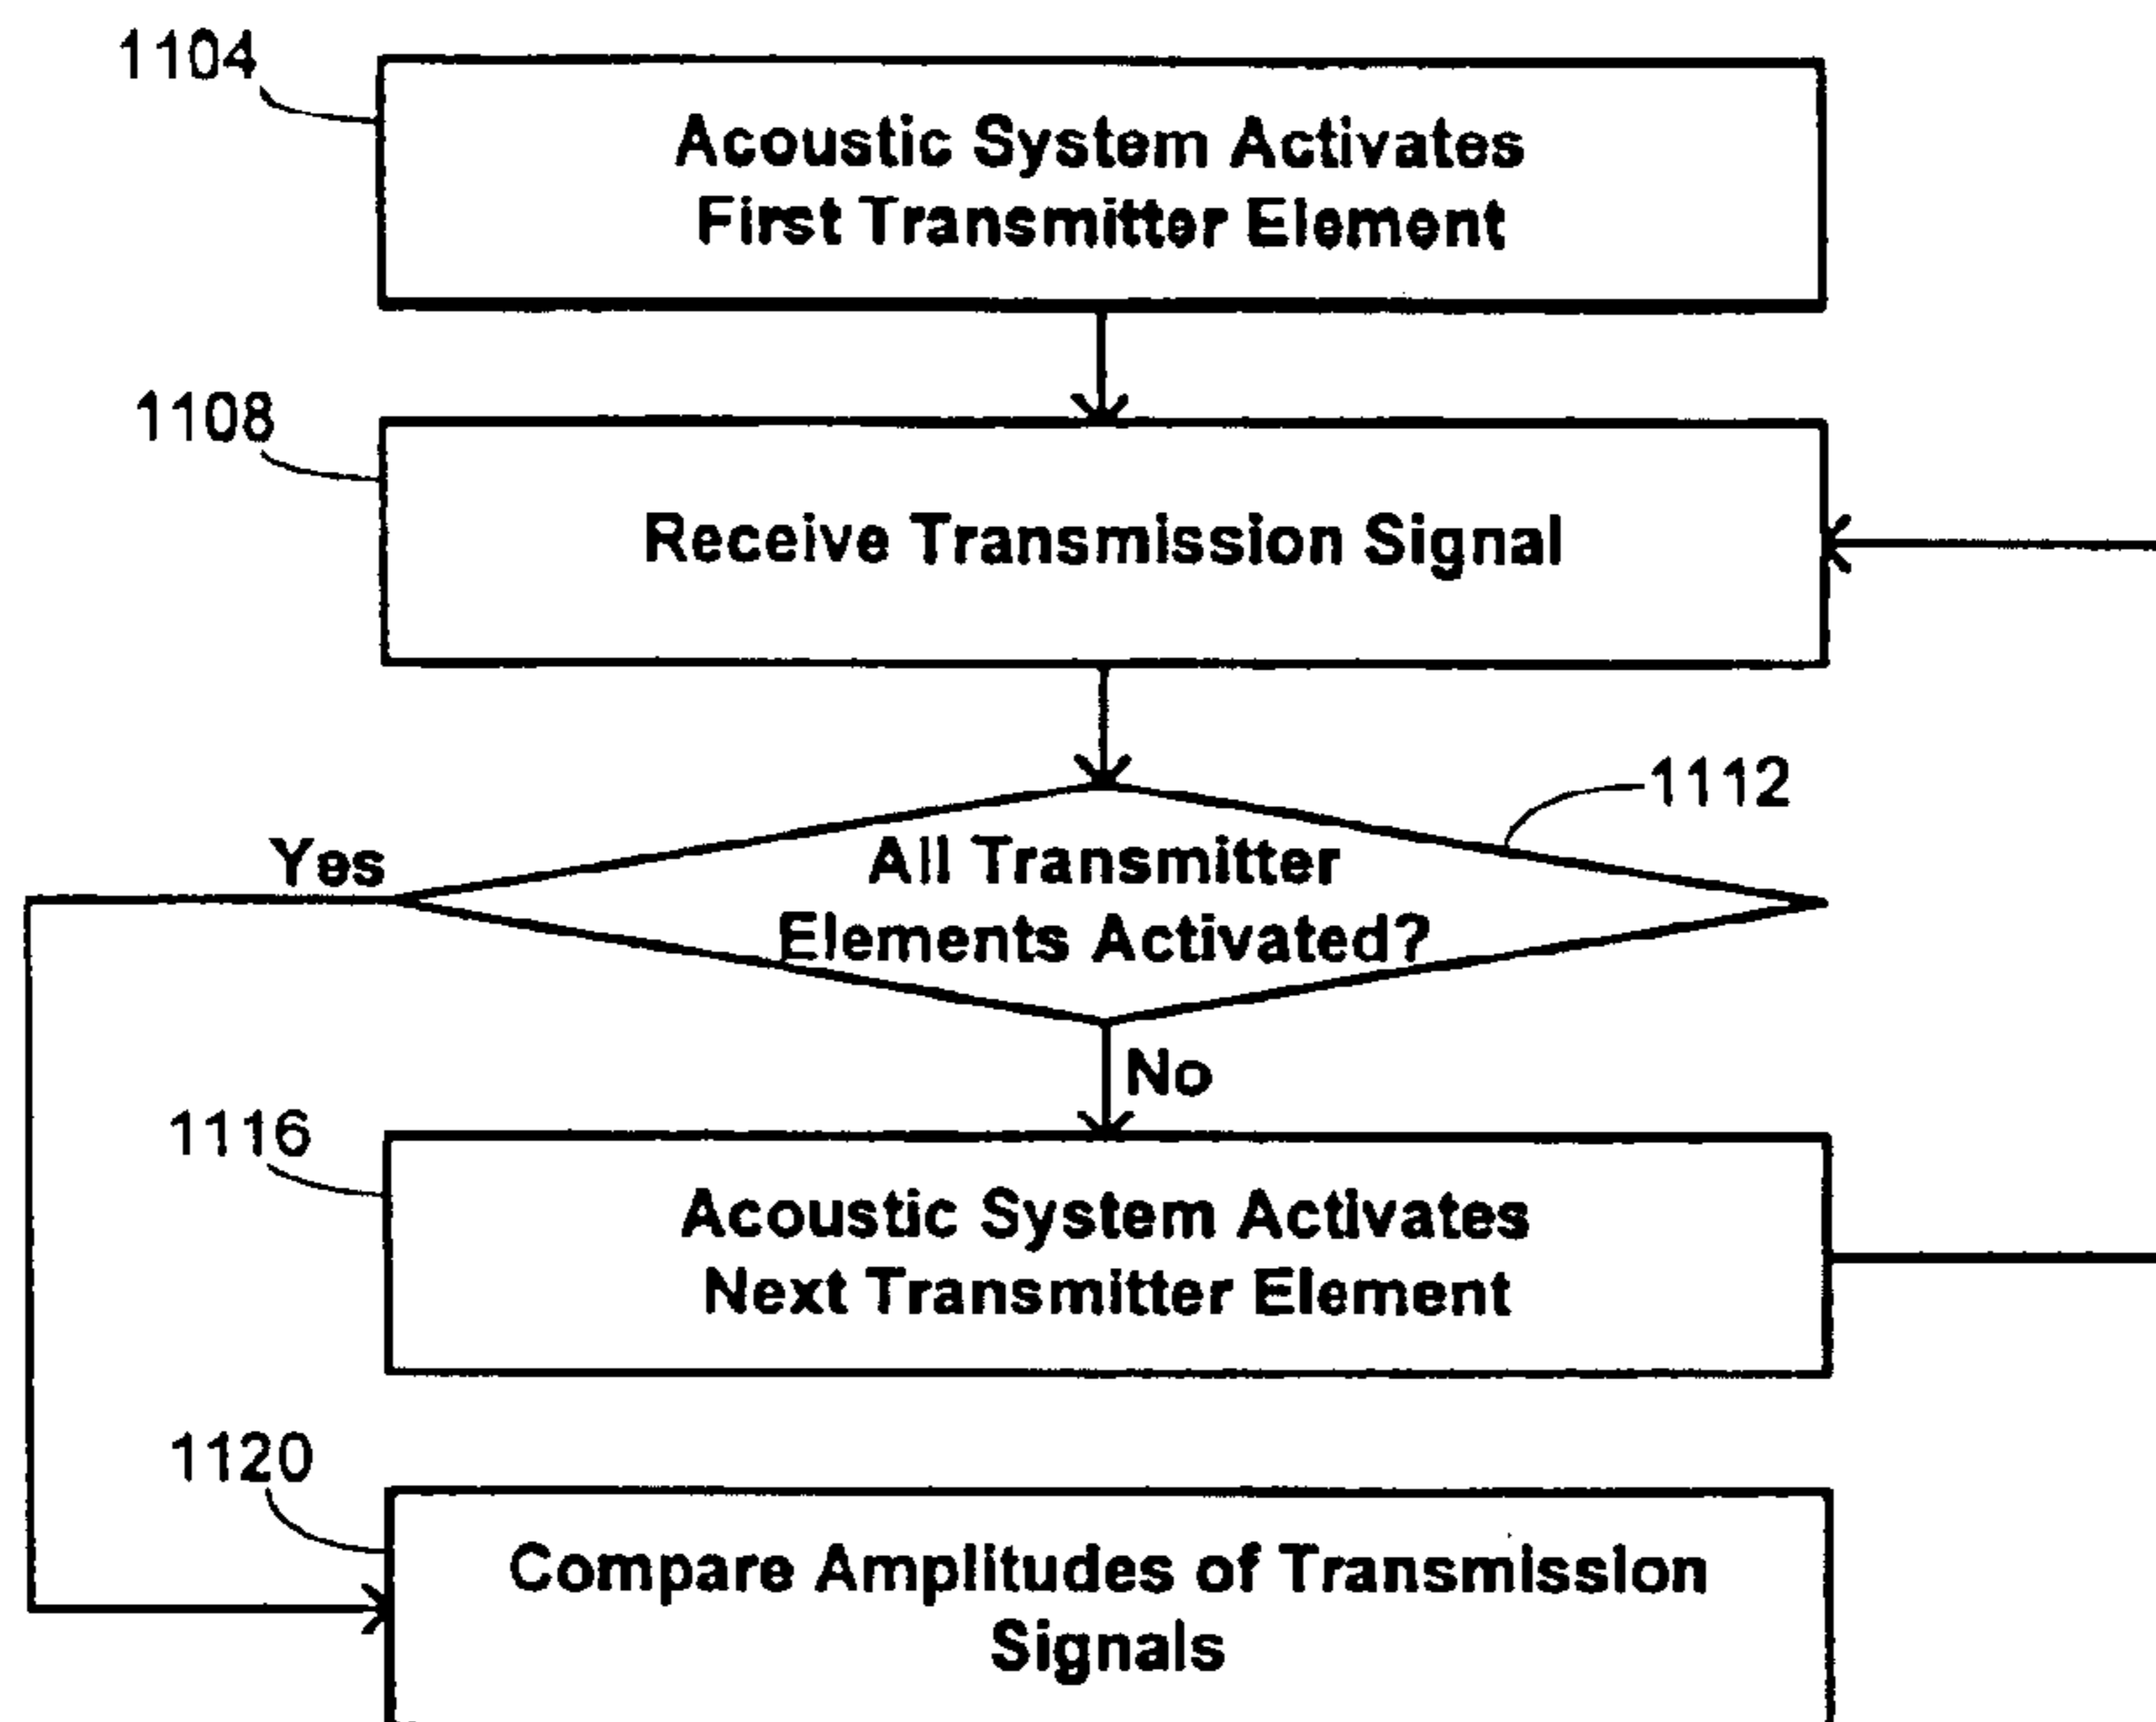 1104
Acoustic System Activates
First Transmitter Element
1108
Receive Transmission Signal
1112
Yes
All Transmitter
Elements Activated?
No
1116
Acoustic System Activates
Next Transmitter Element
1120
Compare Amplitudes of Transmission
Signals